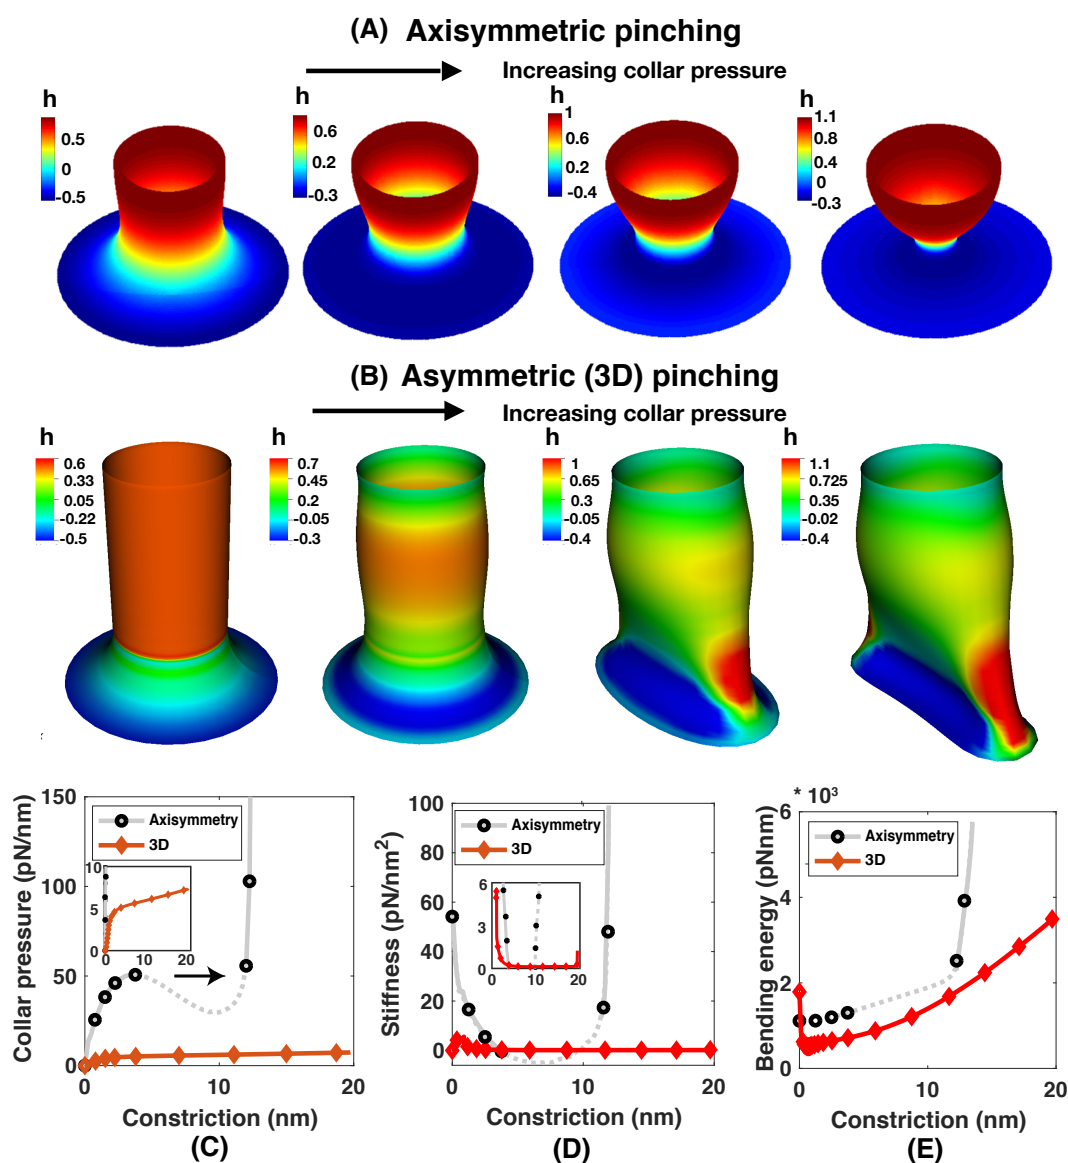 (A) Axisymmetric pinching
Increasing collar pressure
h
0.5
0
-0.5
h
0.6
0.2
-0.3
h
1
0.6
0.2
-0.4
h
1.1
0.8
0.4
0
-0.3
(B) Asymmetric (3D) pinching
Increasing collar pressure
h
0.6
0.33
0.05
-0.22
-0.5
h
0.7
0.45
0.2
-0.05
-0.3
h
1
0.65
0.3
-0.05
-0.4
h
1.1
0.725
0.35
-0.02
-0.4
Collar pressure (pN/nm)
150
100
50
0
Axisymmetry
3D
10
5
0
0 10 20
0 10 20
Constriction (nm)
(C)
Stiffness (pN/nm²)
100
80
60
40
20
0
Axisymmetry
3D
6
3
0
0 10 20
0 10 20
Constriction (nm)
(D)
Bending energy (pNnm)
* 10³
6
4
2
0
Axisymmetry
3D
0 10 20
Constriction (nm)
(E)